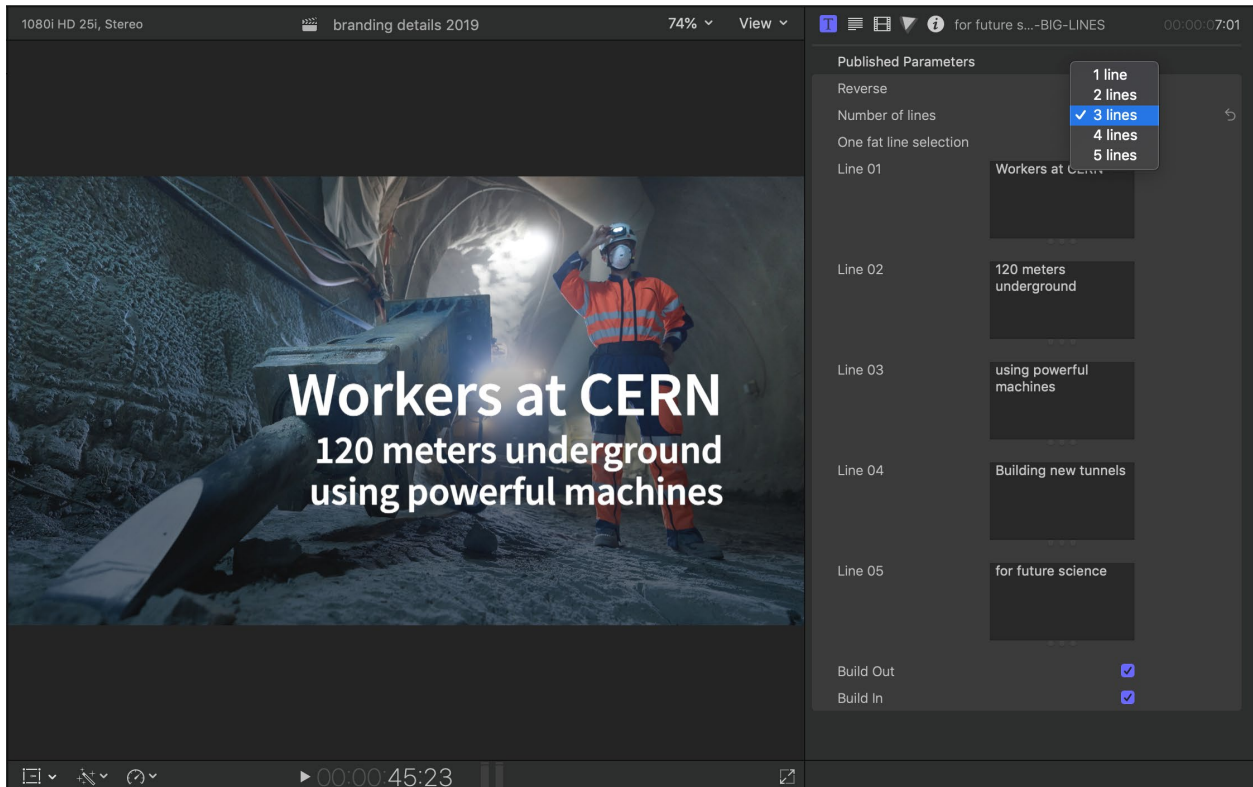 1080i HD 25i, Stereo
branding details 2019
74%
View
T
i
for future s...-BIG-LINES
00:00:07:01
Published Parameters
Reverse
Number of lines
1 line
2 lines
✓ 3 lines
4 lines
5 lines
One fat line selection
Line 01
Workers at CERN
Line 02
120 meters
underground
Line 03
using powerful
machines
Line 04
Building new tunnels
Line 05
for future science
Build Out
Build In
Workers at CERN
120 meters underground
using powerful machines
00:00:45:23